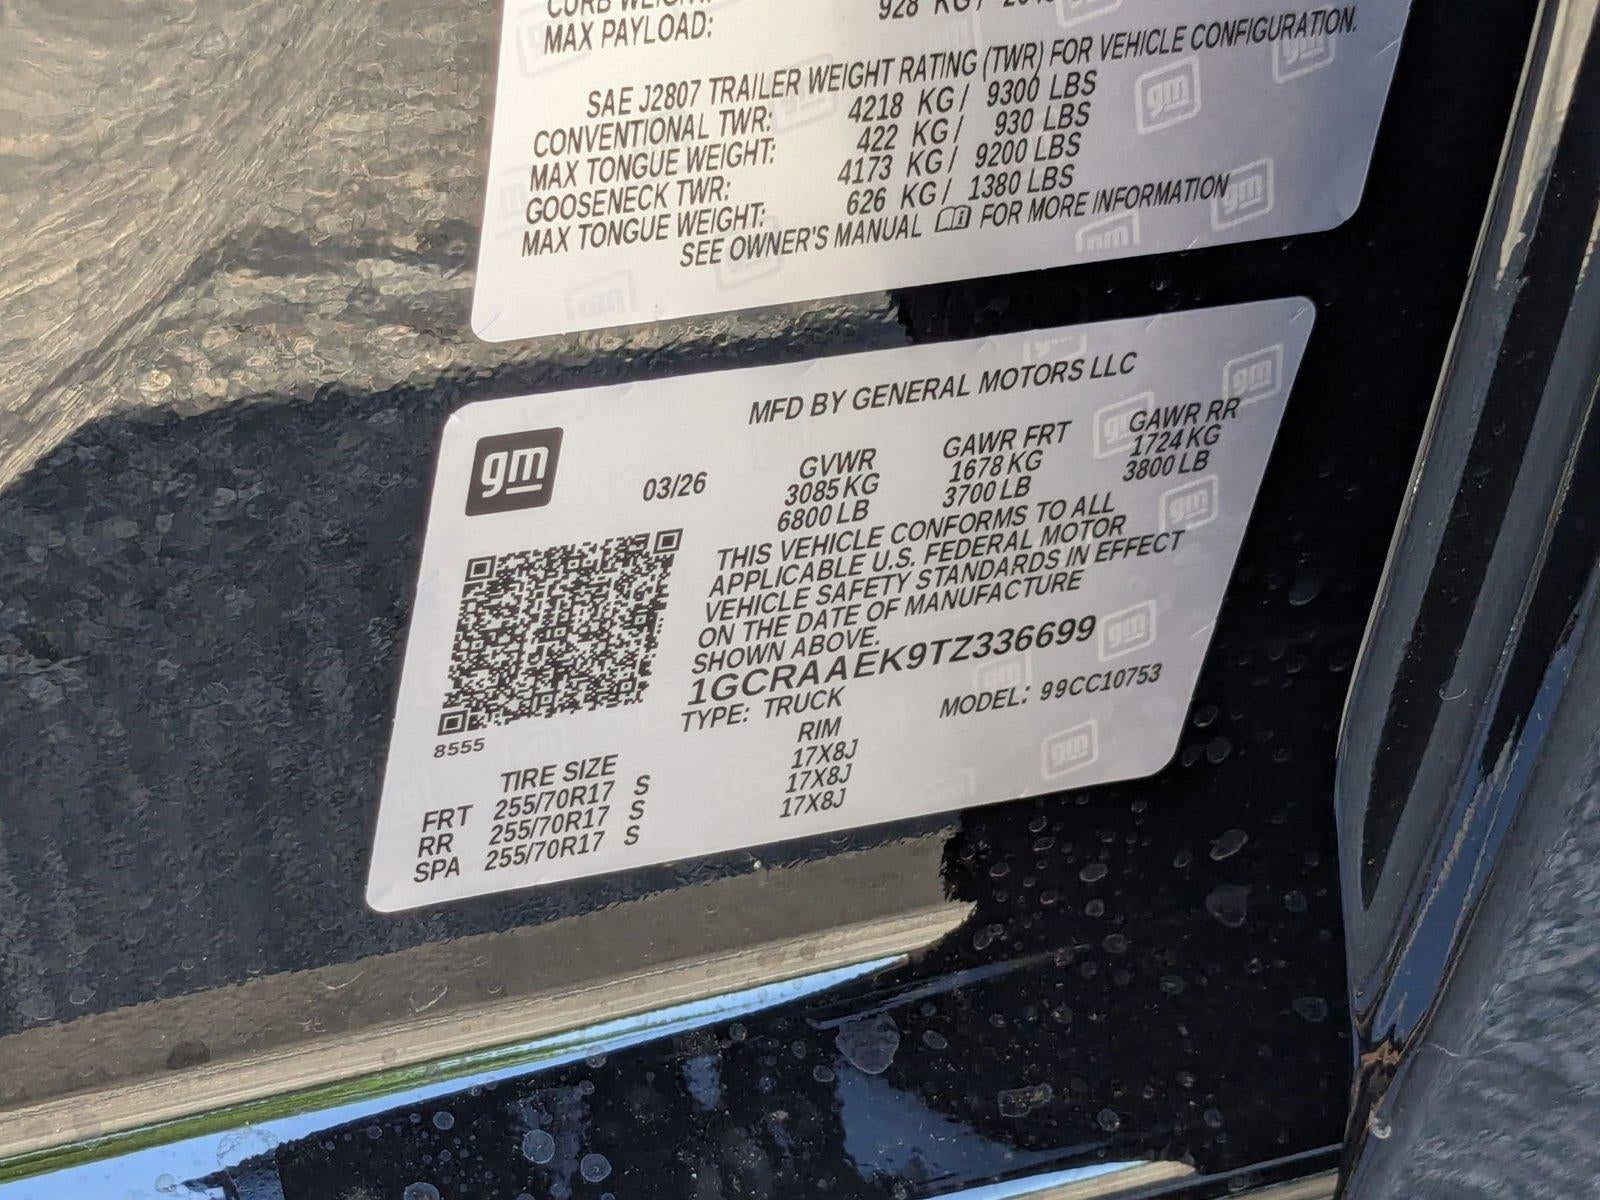 CURB WEIGHT:
MAX PAYLOAD: 928 KG/
SAE J2807 TRAILER WEIGHT RATING (TWR) FOR VEHICLE CONFIGURATION.
CONVENTIONAL TWR: 4218 KG/ 9300 LBS
MAX TONGUE WEIGHT: 422 KG/ 930 LBS
GOOSENECK TWR: 4173 KG/ 9200 LBS
MAX TONGUE WEIGHT: 626 KG/ 1380 LBS
SEE OWNER'S MANUAL FOR MORE INFORMATION
MFD BY GENERAL MOTORS LLC
gm
03/26
GVWR GAWR FRT GAWR RR
3085 KG 1678 KG 1724 KG
6800 LB 3700 LB 3800 LB
THIS VEHICLE CONFORMS TO ALL
APPLICABLE U.S. FEDERAL MOTOR
VEHICLE SAFETY STANDARDS IN EFFECT
ON THE DATE OF MANUFACTURE
SHOWN ABOVE.
1GCRAAEK9TZ336699
TYPE: TRUCK MODEL: 99CC10753
8555
TIRE SIZE RIM
FRT 255/70R17 S 17X8J
RR 255/70R17 S 17X8J
SPA 255/70R17 S 17X8J